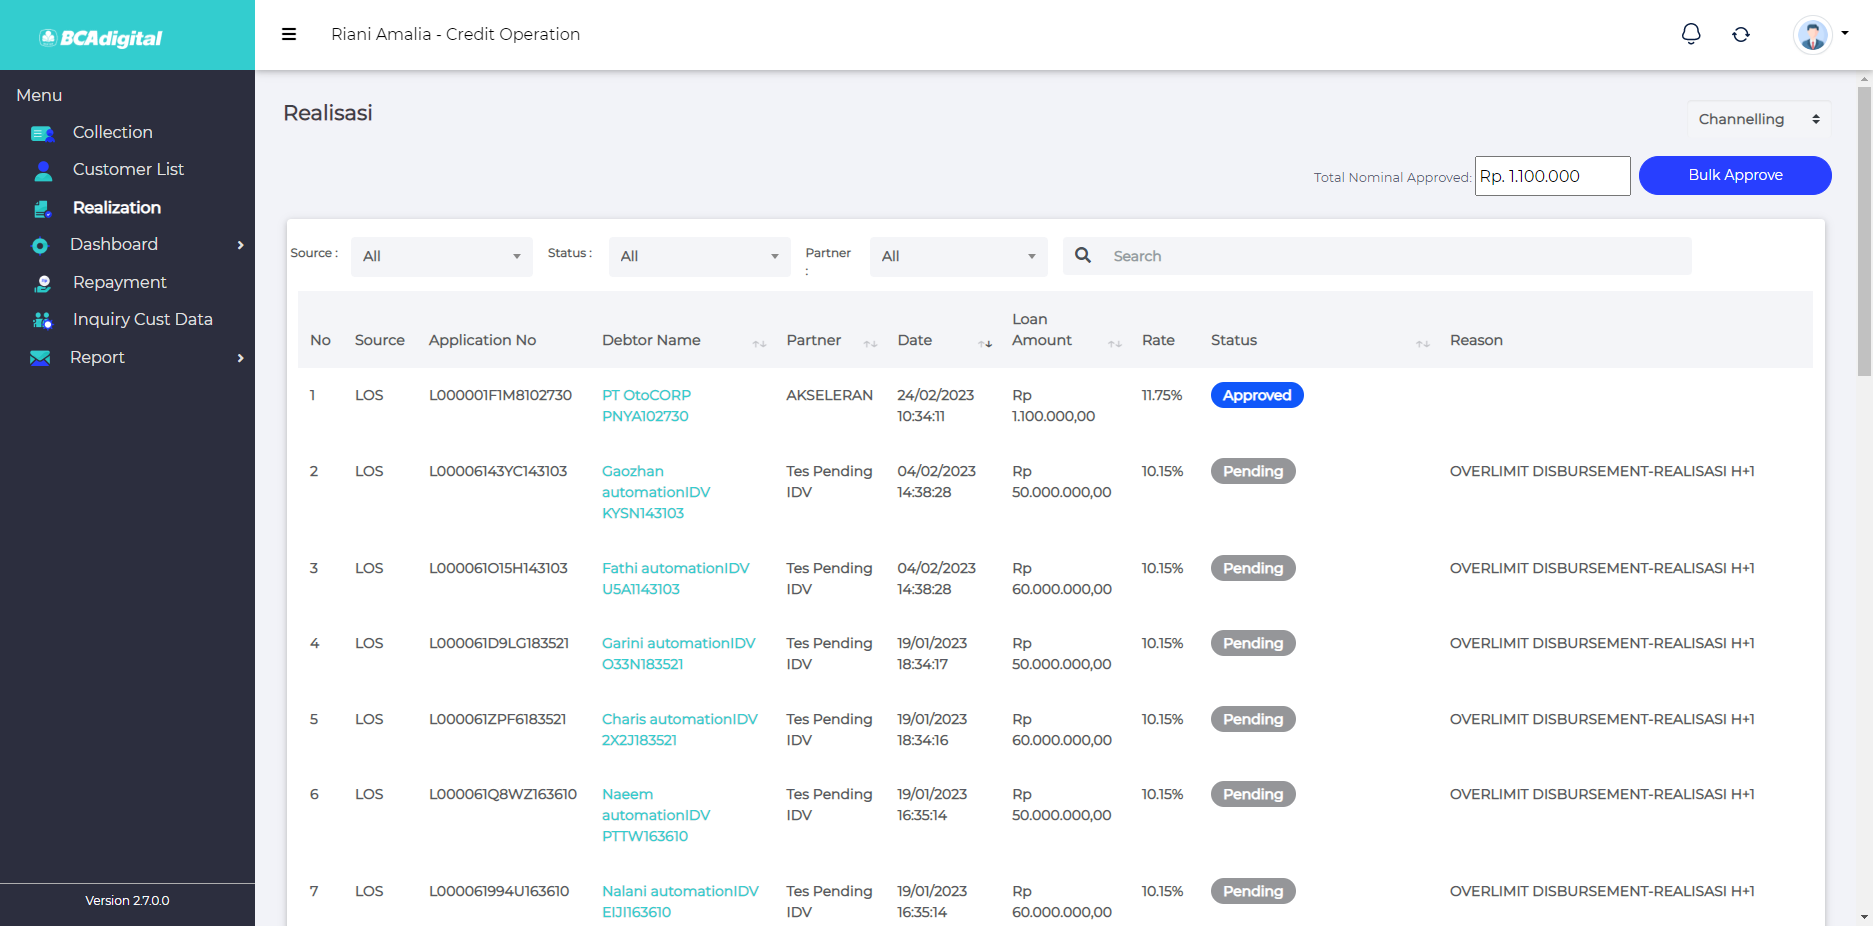 BCAdigital
Riani Amalia - Credit Operation
Menu
Collection
Customer List
Realization
Dashboard
Repayment
Inquiry Cust Data
Report
Version 2.7.0.0
Realisasi
Channelling
Total Nominal Approved: Rp. 1.100.000 Bulk Approve
Source : All Status : All Partner : All Search
No Source Application No Debtor Name Partner Date Loan Amount Rate Status Reason
1 LOS L000001F1M8102730 PT OtoCORP PNYA102730 AKSELERAN 24/02/2023 10:34:11 Rp 1.100.000,00 11.75% Approved
2 LOS L00006143YC143103 Gaozhan automationIDV KYSN143103 Tes Pending IDV 04/02/2023 14:38:28 Rp 50.000.000,00 10.15% Pending OVERLIMIT DISBURSEMENT-REALISASI H+1
3 LOS L000061O15H143103 Fathi automationIDV U5A1143103 Tes Pending IDV 04/02/2023 14:38:28 Rp 60.000.000,00 10.15% Pending OVERLIMIT DISBURSEMENT-REALISASI H+1
4 LOS L000061D9LG183521 Garini automationIDV O33N183521 Tes Pending IDV 19/01/2023 18:34:17 Rp 50.000.000,00 10.15% Pending OVERLIMIT DISBURSEMENT-REALISASI H+1
5 LOS L000061ZPF6183521 Charis automationIDV 2X2J183521 Tes Pending IDV 19/01/2023 18:34:16 Rp 60.000.000,00 10.15% Pending OVERLIMIT DISBURSEMENT-REALISASI H+1
6 LOS L000061Q8WZ163610 Naeem automationIDV PTTW163610 Tes Pending IDV 19/01/2023 16:35:14 Rp 50.000.000,00 10.15% Pending OVERLIMIT DISBURSEMENT-REALISASI H+1
7 LOS L000061994U163610 Nalani automationIDV EIJI163610 Tes Pending IDV 19/01/2023 16:35:14 Rp 60.000.000,00 10.15% Pending OVERLIMIT DISBURSEMENT-REALISASI H+1